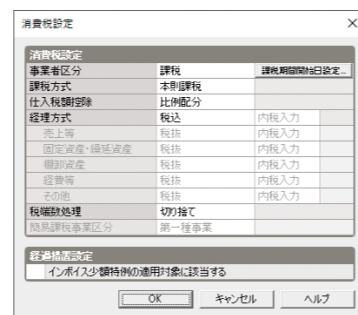 消費税設定
消費税設定
事業者区分 課税 課税期間開始日設定...
課税方式 本則課税
仕入税額控除 比例配分
経理方式 税込 内税入力
売上等 税抜 内税入力
固定資産・繰延資産 税抜 内税入力
棚卸資産 税抜 内税入力
経費等 税抜 内税入力
その他 税抜 内税入力
税端数処理 切り捨て
簡易課税事業区分 第一種事業
経過措置設定
インボイス少額特例の適用対象に該当する
OK キャンセル ヘルプ